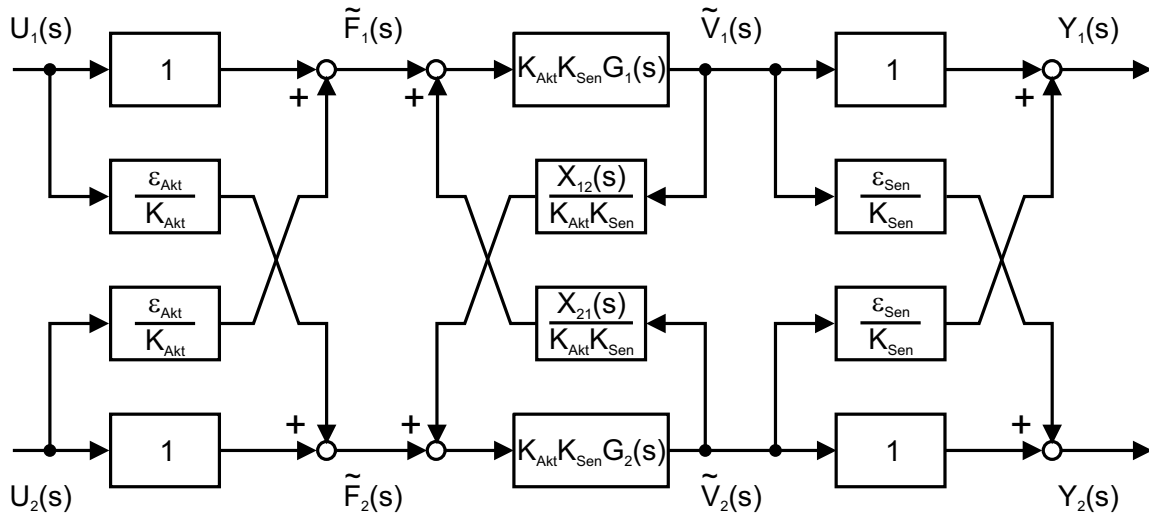 U₁(s) F̃₁(s) Ṽ₁(s) Y₁(s)
1 K_Akt K_Sen G₁(s) 1
+ + +
ε_Akt X₁₂(s) ε_Sen
K_Akt K_Akt K_Sen K_Sen
ε_Akt X₂₁(s) ε_Sen
K_Akt K_Akt K_Sen K_Sen
+ + +
1 K_Akt K_Sen G₂(s) 1
U₂(s) F̃₂(s) Ṽ₂(s) Y₂(s)